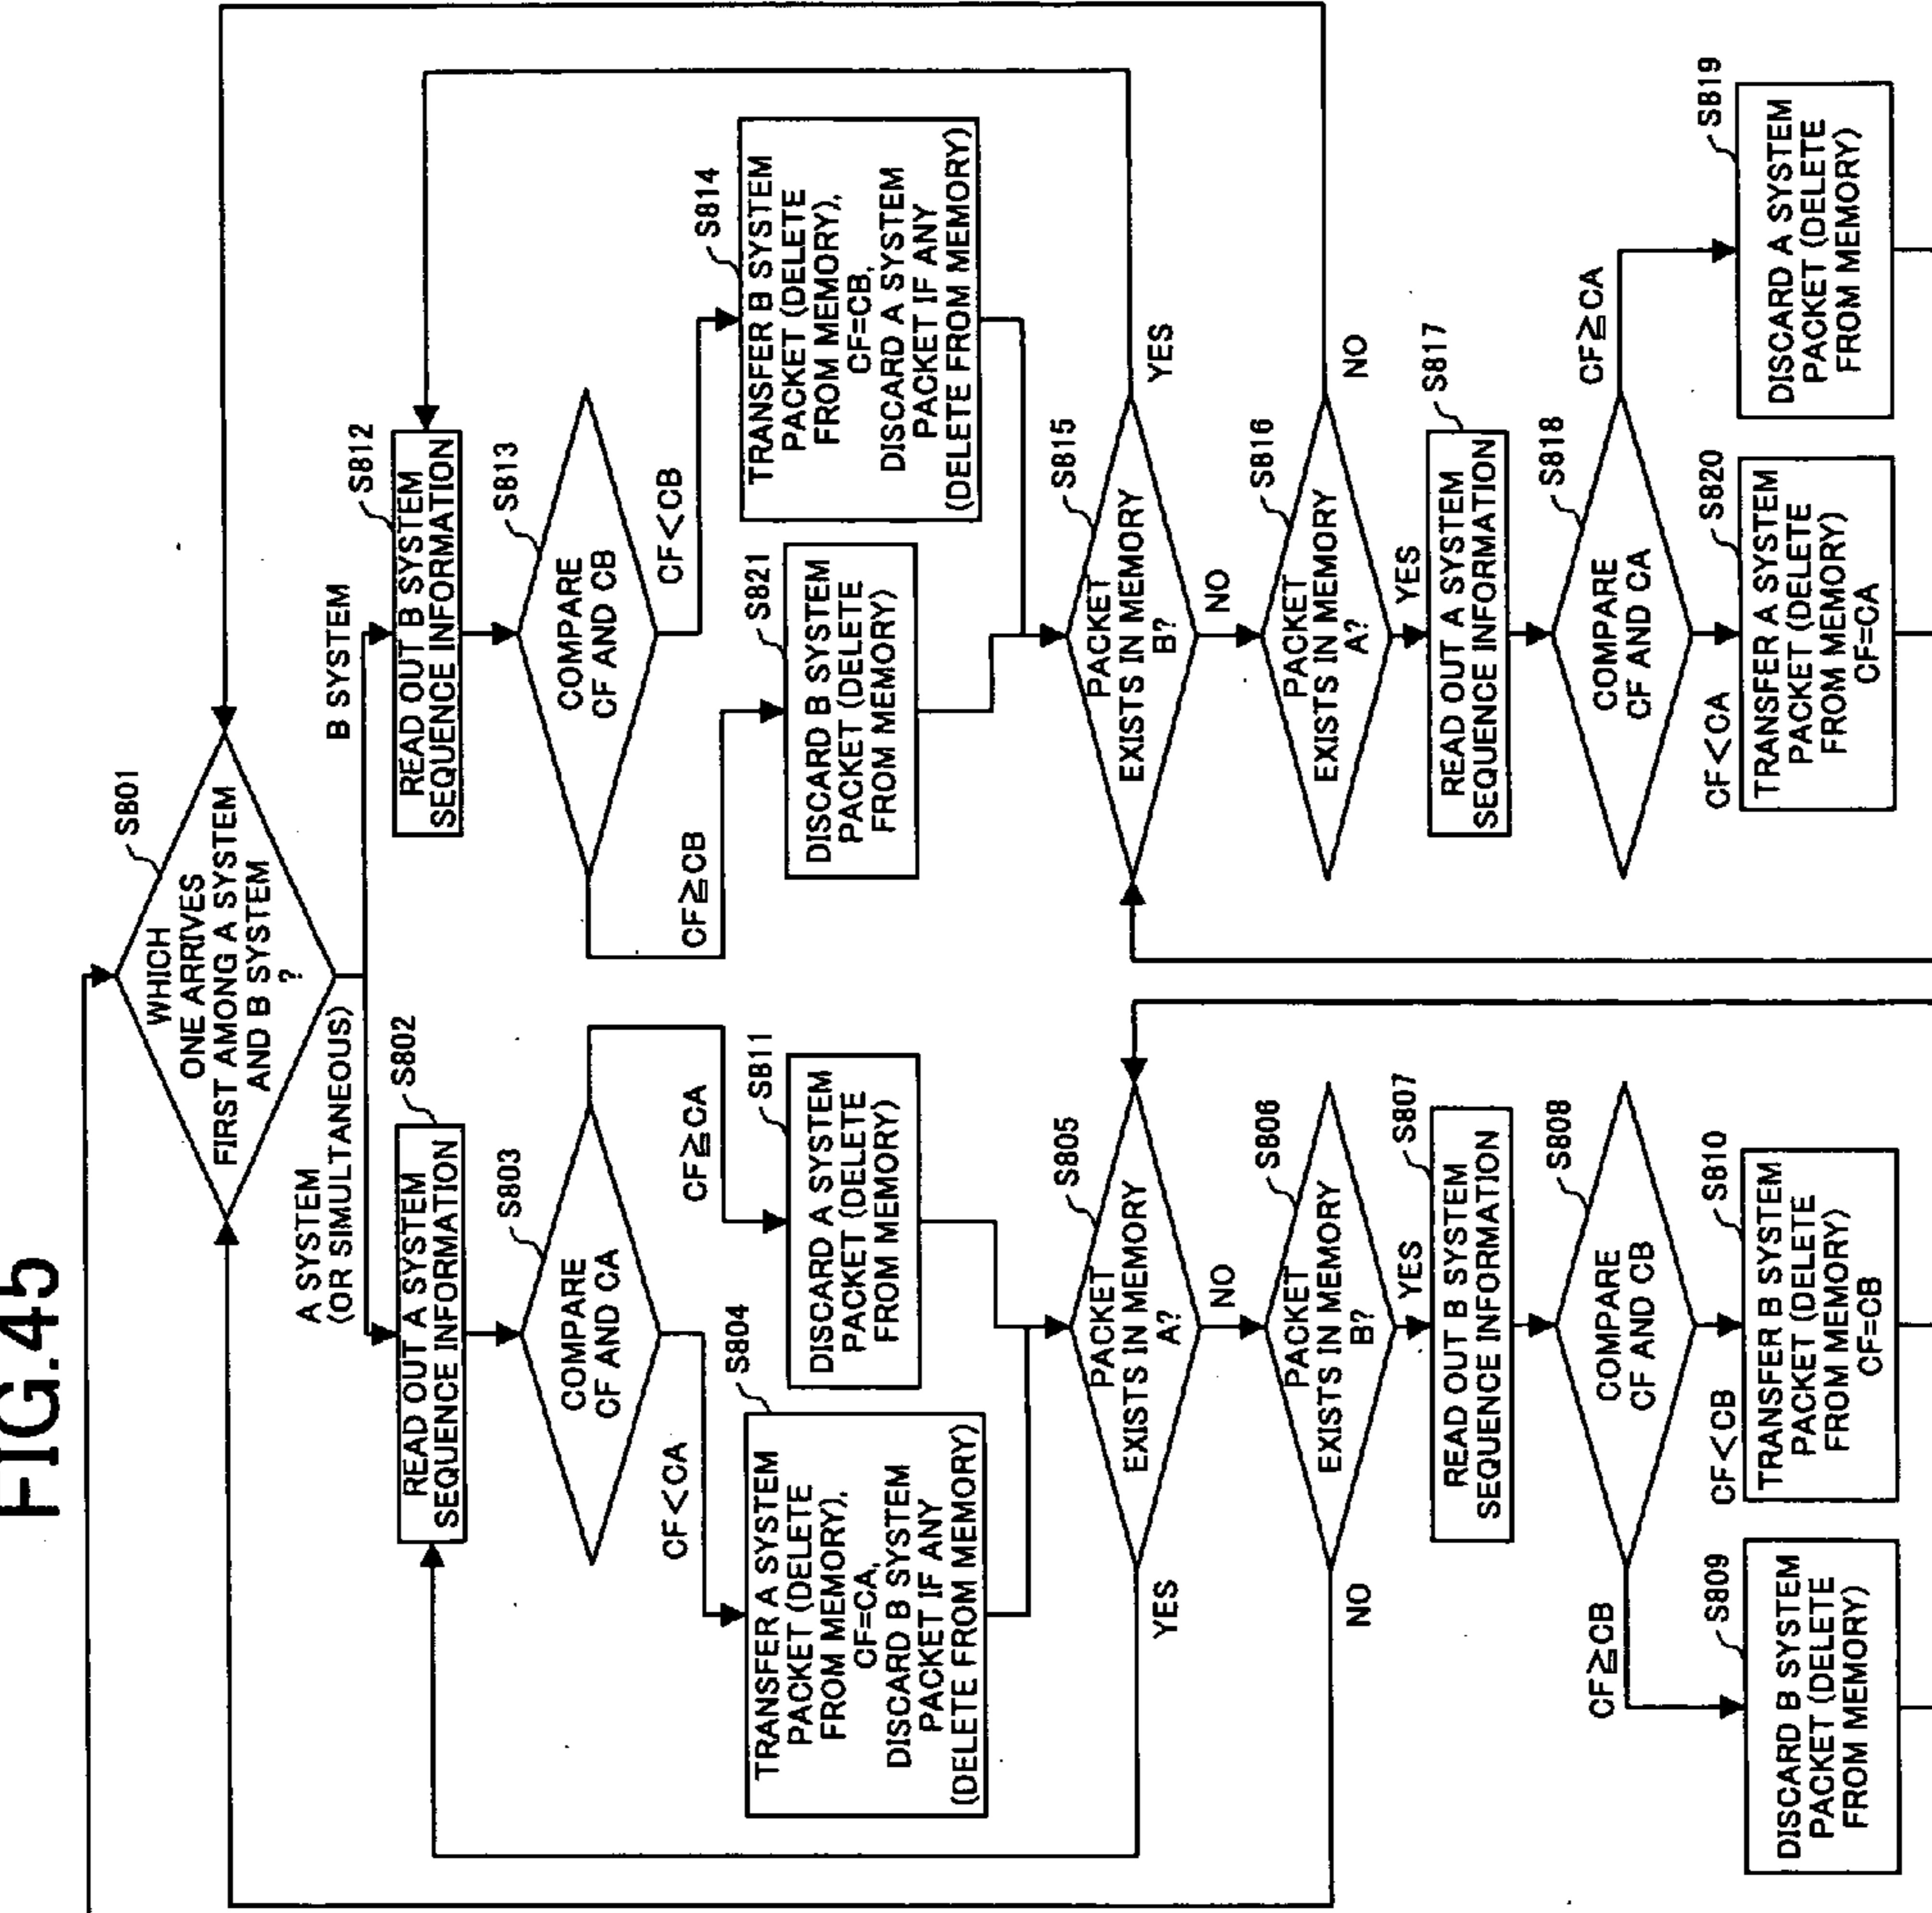 FIG.45
WHICH
ONE ARRIVES
FIRST AMONG A SYSTEM
AND B SYSTEM
?
S801
A SYSTEM
(OR SIMULTANEOUS)
B SYSTEM
S802
READ OUT A SYSTEM
SEQUENCE INFORMATION
S803
COMPARE
CF AND CA
CF<CA
CF≧CA
S804
TRANSFER A SYSTEM
PACKET (DELETE
FROM MEMORY),
CF=CA,
DISCARD B SYSTEM
PACKET IF ANY
(DELETE FROM MEMORY)
S811
DISCARD A SYSTEM
PACKET (DELETE
FROM MEMORY)
S805
PACKET
EXISTS IN MEMORY
A?
YES
NO
S806
PACKET
EXISTS IN MEMORY
B?
NO
YES
S807
READ OUT B SYSTEM
SEQUENCE INFORMATION
S808
COMPARE
CF AND CB
CF≧CB
CF<CB
S809
DISCARD B SYSTEM
PACKET (DELETE
FROM MEMORY)
S810
TRANSFER B SYSTEM
PACKET (DELETE
FROM MEMORY)
CF=CB
S812
READ OUT B SYSTEM
SEQUENCE INFORMATION
S813
COMPARE
CF AND CB
CF≧CB
CF<CB
S821
DISCARD B SYSTEM
PACKET (DELETE
FROM MEMORY)
S814
TRANSFER B SYSTEM
PACKET (DELETE
FROM MEMORY),
CF=CB,
DISCARD A SYSTEM
PACKET IF ANY
(DELETE FROM MEMORY)
S815
PACKET
EXISTS IN MEMORY
B?
YES
NO
S816
PACKET
EXISTS IN MEMORY
A?
NO
YES
S817
READ OUT A SYSTEM
SEQUENCE INFORMATION
S818
COMPARE
CF AND CA
CF<CA
CF≧CA
S820
TRANSFER A SYSTEM
PACKET (DELETE
FROM MEMORY)
CF=CA
S819
DISCARD A SYSTEM
PACKET (DELETE
FROM MEMORY)